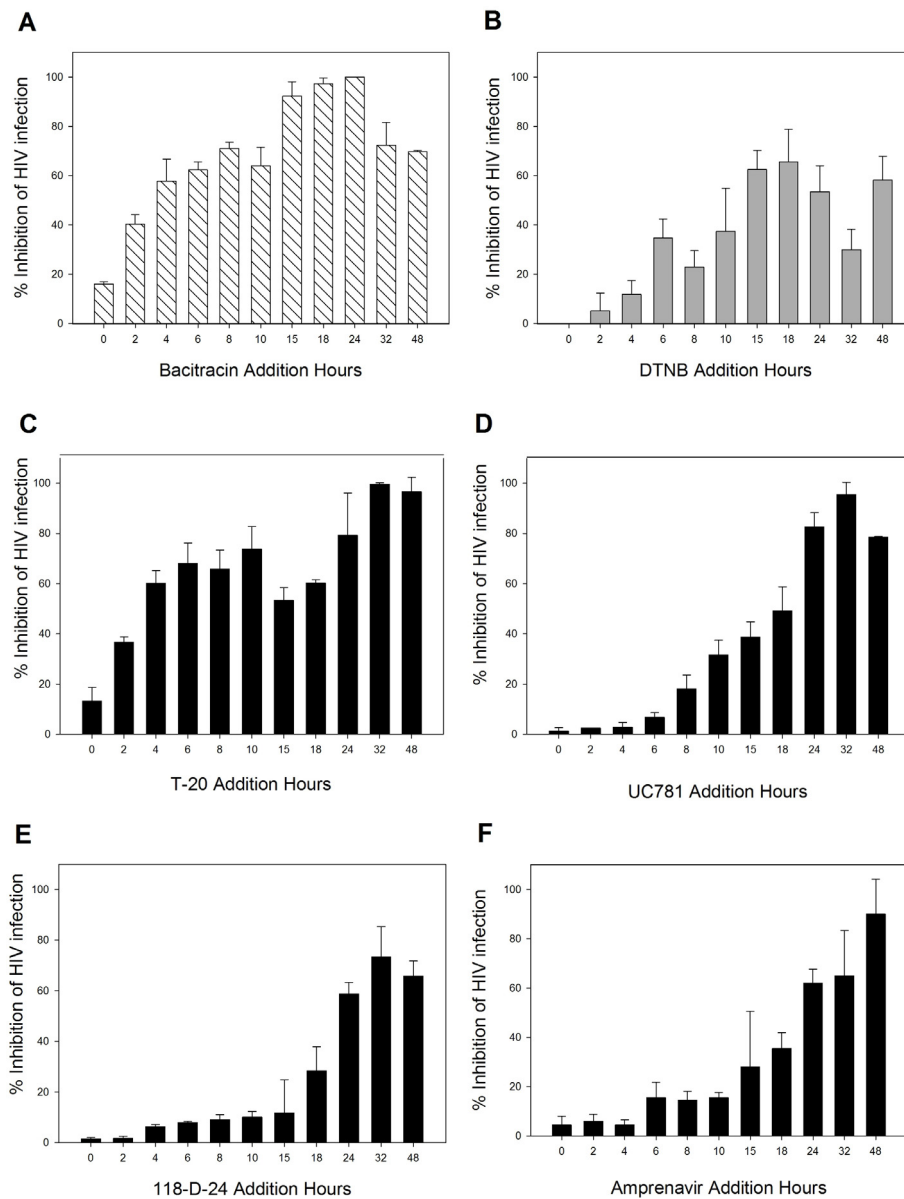 A
% Inhibition of HIV infection
100
80
60
40
20
0
0 2 4 6 8 10 15 18 24 32 48
Bacitracin Addition Hours
B
% Inhibition of HIV infection
100
80
60
40
20
0
0 2 4 6 8 10 15 18 24 32 48
DTNB Addition Hours
C
% Inhibition of HIV infection
100
80
60
40
20
0
0 2 4 6 8 10 15 18 24 32 48
T-20 Addition Hours
D
% Inhibition of HIV infection
100
80
60
40
20
0
0 2 4 6 8 10 15 18 24 32 48
UC781 Addition Hours
E
% Inhibition of HIV infection
100
80
60
40
20
0
0 2 4 6 8 10 15 18 24 32 48
118-D-24 Addition Hours
F
% Inhibition of HIV infection
100
80
60
40
20
0
0 2 4 6 8 10 15 18 24 32 48
Amprenavir Addition Hours